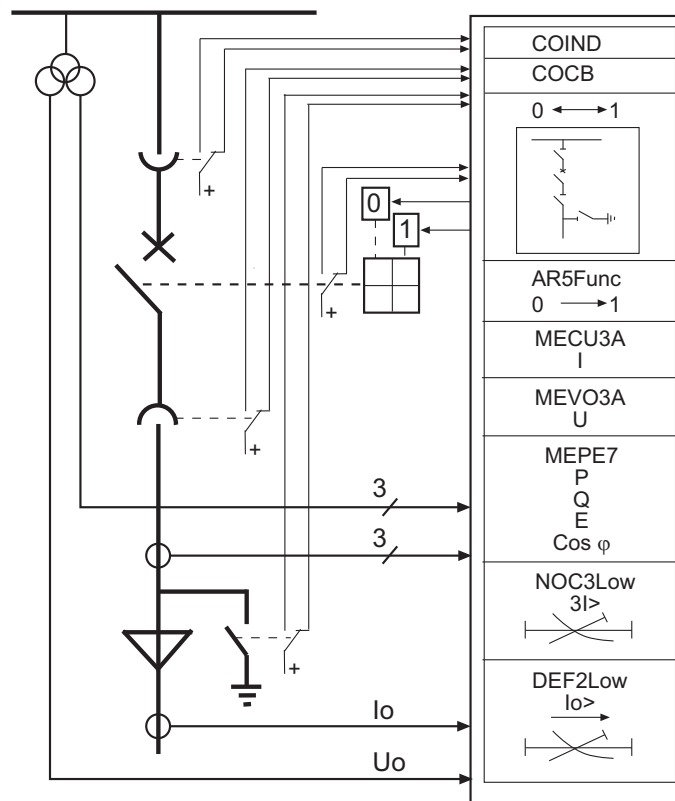 COIND
COCB
0 1
+
0
1
+
AR5Func
0 1
MECU3A
I
MEVO3A
U
+
MEPE7
P
Q
E
Cos φ
3
3
NOC3Low
3I>
+
DEF2Low
Io>
Io
Uo